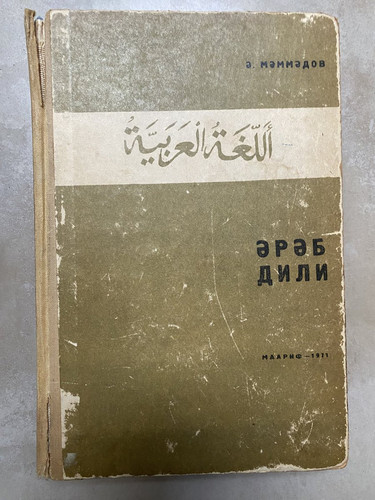 Ә. МӘММӘДОВ
اَللُّغَةُ الْعَرَبِيَّةُ
ӘРӘБ
ДИЛИ
МААРИФ — 1971